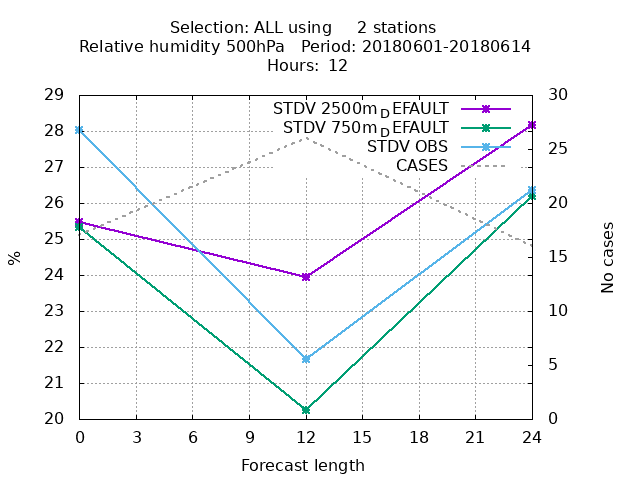 Selection: ALL using     2 stations
Relative humidity 500hPa   Period: 20180601-20180614
Hours:  12
STDV 2500m_DEFAULT
STDV 750m_DEFAULT
STDV OBS
CASES
29
28
27
26
25
24
23
22
21
20
%
30
25
20
15
10
5
0
No cases
0 3 6 9 12 15 18 21 24
Forecast length